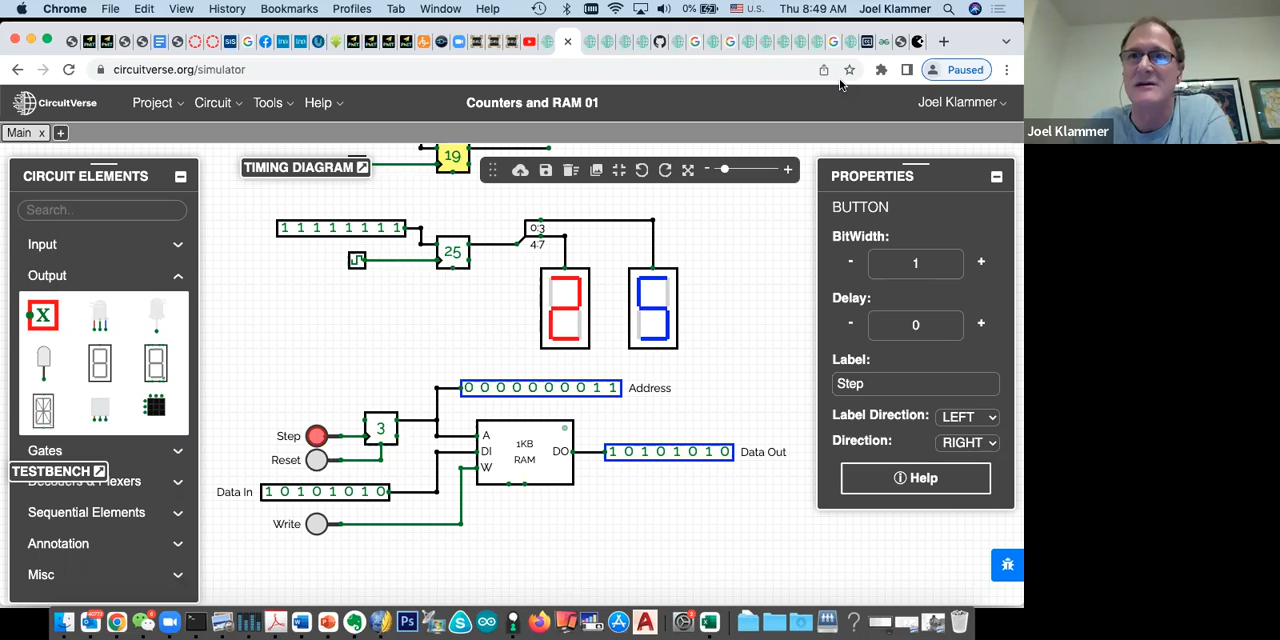 Chrome File Edit View History Bookmarks Profiles Tab Window Help 0% U.S. Thu 8:49 AM Joel Klammer
circuitverse.org/simulator Paused
CircuitVerse Project Circuit Tools Help Counters and RAM 01 Joel Klammer
Joel Klammer
Main x +
CIRCUIT ELEMENTS
Search..
Input
Output
X
Gates
TESTBENCH
Decoders & Plexers
Sequential Elements
Annotation
Misc
TIMING DIAGRAM
19
1 1 1 1 1 1 1 1
25
0:3
4:7
2 5
0 0 0 0 0 0 0 0 1 1 Address
Step
3
Reset
A
DI
W
1KB
RAM
DO
1 0 1 0 1 0 1 0 Data Out
Data In 1 0 1 0 1 0 1 0
Write
PROPERTIES
BUTTON
BitWidth:
- 1 +
Delay:
- 0 +
Label:
Step
Label Direction: LEFT
Direction: RIGHT
Help